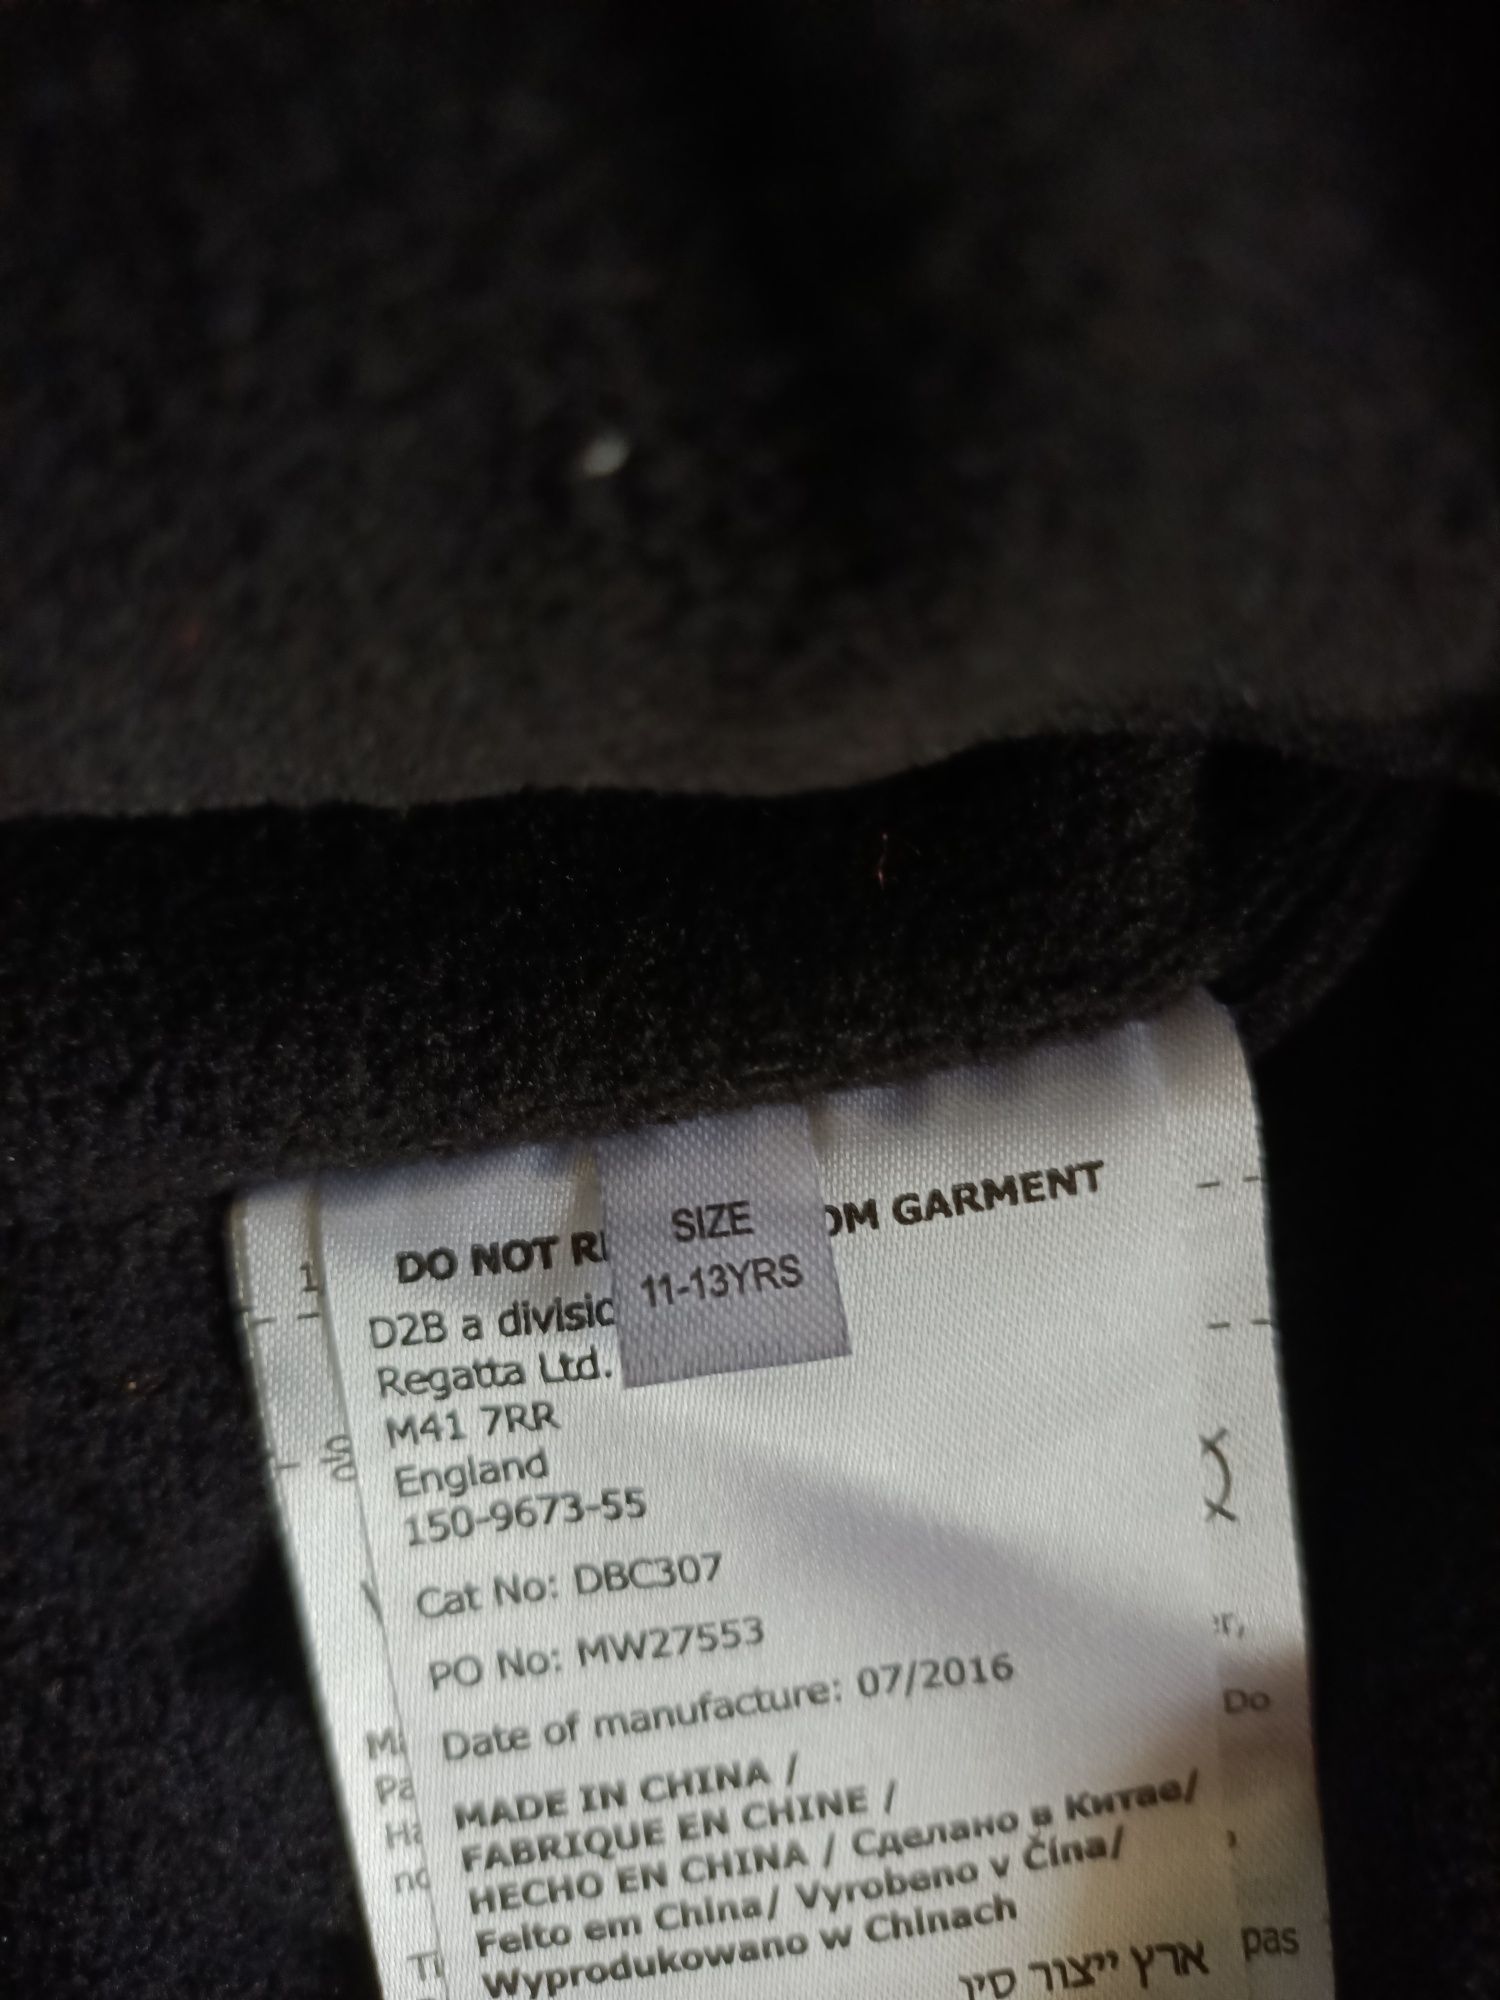 SIZE
11-13YRS
DO NOT GARMENT
D2B a
Regatta Ltd.
M41 7RR
England
150-9673-55
Cat No: DBC307
PO No: MW27553
Date of manufacture: 07/2016
MADE IN CHINA /
FABRIQUE EN CHINE /
HECHO EN CHINA / Сделано в Китае/
Feito em China/ Vyrobeno v Čína/
Wyprodukowano w Chinach
ארץ ייצור סין
Do
pas